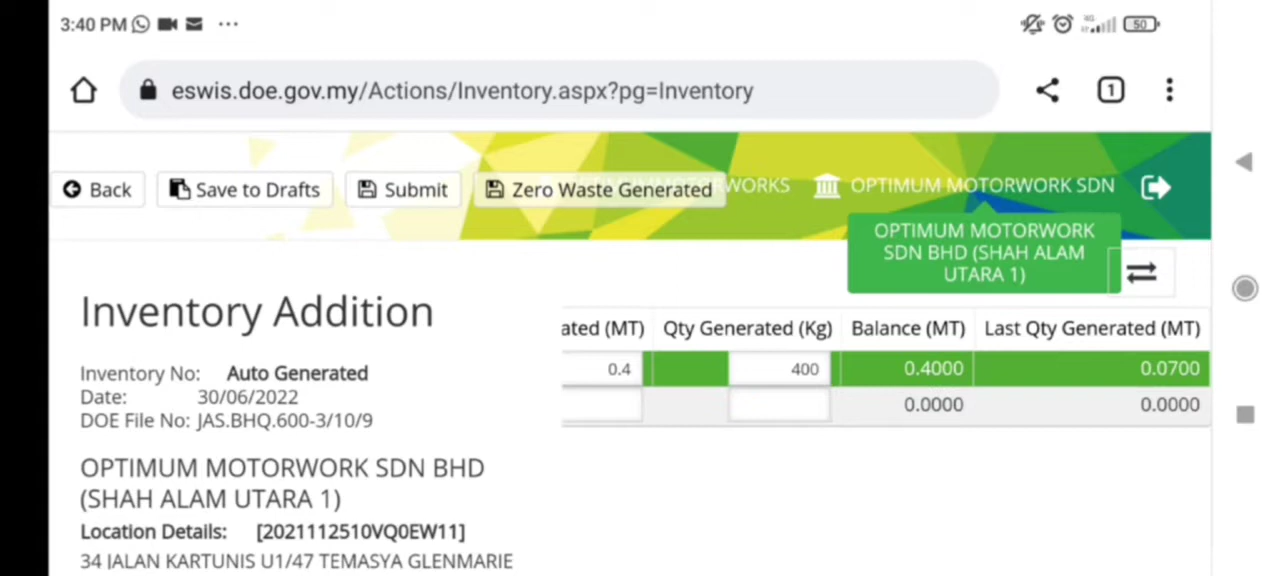 3:40 PM
4G
50
eswis.doe.gov.my/Actions/Inventory.aspx?pg=Inventory
1
Back
Save to Drafts
Submit
Zero Waste Generated
WORKS
OPTIMUM MOTORWORK SDN
OPTIMUM MOTORWORK
SDN BHD (SHAH ALAM
UTARA 1)
Inventory Addition
ated (MT) Qty Generated (Kg) Balance (MT) Last Qty Generated (MT)
0.4 400 0.4000 0.0700
0.0000 0.0000
Inventory No: Auto Generated
Date: 30/06/2022
DOE File No: JAS.BHQ.600-3/10/9
OPTIMUM MOTORWORK SDN BHD
(SHAH ALAM UTARA 1)
Location Details: [2021112510VQ0EW11]
34 JALAN KARTUNIS U1/47 TEMASYA GLENMARIE